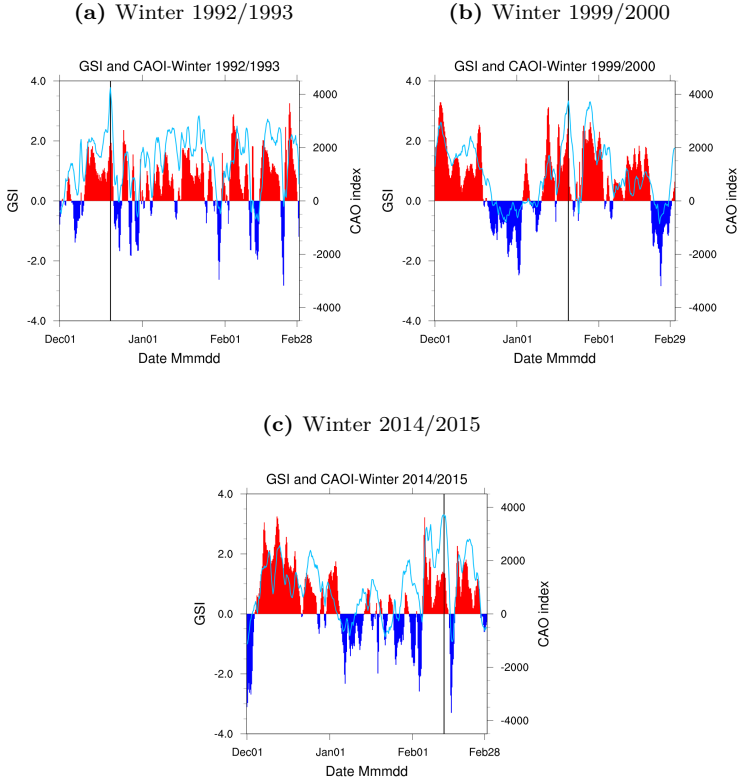 (a) Winter 1992/1993
GSI and CAOI-Winter 1992/1993
4.0
2.0
0.0
-2.0
-4.0
GSI
4000
2000
0
-2000
-4000
CAO index
Dec01 Jan01 Feb01 Feb28
Date Mmmdd
(b) Winter 1999/2000
GSI and CAOI-Winter 1999/2000
4.0
2.0
0.0
-2.0
-4.0
GSI
4000
2000
0
-2000
-4000
CAO index
Dec01 Jan01 Feb01 Feb29
Date Mmmdd
(c) Winter 2014/2015
GSI and CAOI-Winter 2014/2015
4.0
2.0
0.0
-2.0
-4.0
GSI
4000
2000
0
-2000
-4000
CAO index
Dec01 Jan01 Feb01 Feb28
Date Mmmdd